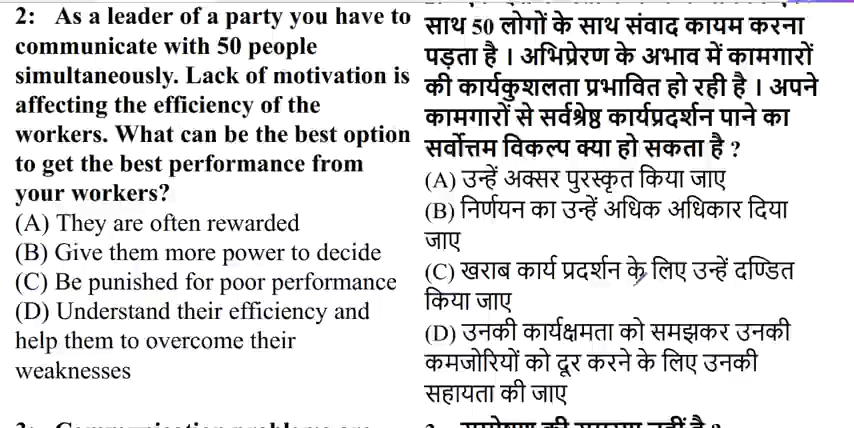 2: As a leader of a party you have to
communicate with 50 people
simultaneously. Lack of motivation is
affecting the efficiency of the
workers. What can be the best option
to get the best performance from
your workers?
(A) They are often rewarded
(B) Give them more power to decide
(C) Be punished for poor performance
(D) Understand their efficiency and
help them to overcome their
weaknesses
साथ 50 लोगों के साथ संवाद कायम करना
पड़ता है । अभिप्रेरण के अभाव में कामगारों
की कार्यकुशलता प्रभावित हो रही है । अपने
कामगारों से सर्वश्रेष्ठ कार्यप्रदर्शन पाने का
सर्वोत्तम विकल्प क्या हो सकता है ?
(A) उन्हें अक्सर पुरस्कृत किया जाए
(B) निर्णयन का उन्हें अधिक अधिकार दिया
जाए
(C) खराब कार्य प्रदर्शन के लिए उन्हें दण्डित
किया जाए
(D) उनकी कार्यक्षमता को समझकर उनकी
कमजोरियों को दूर करने के लिए उनकी
सहायता की जाए